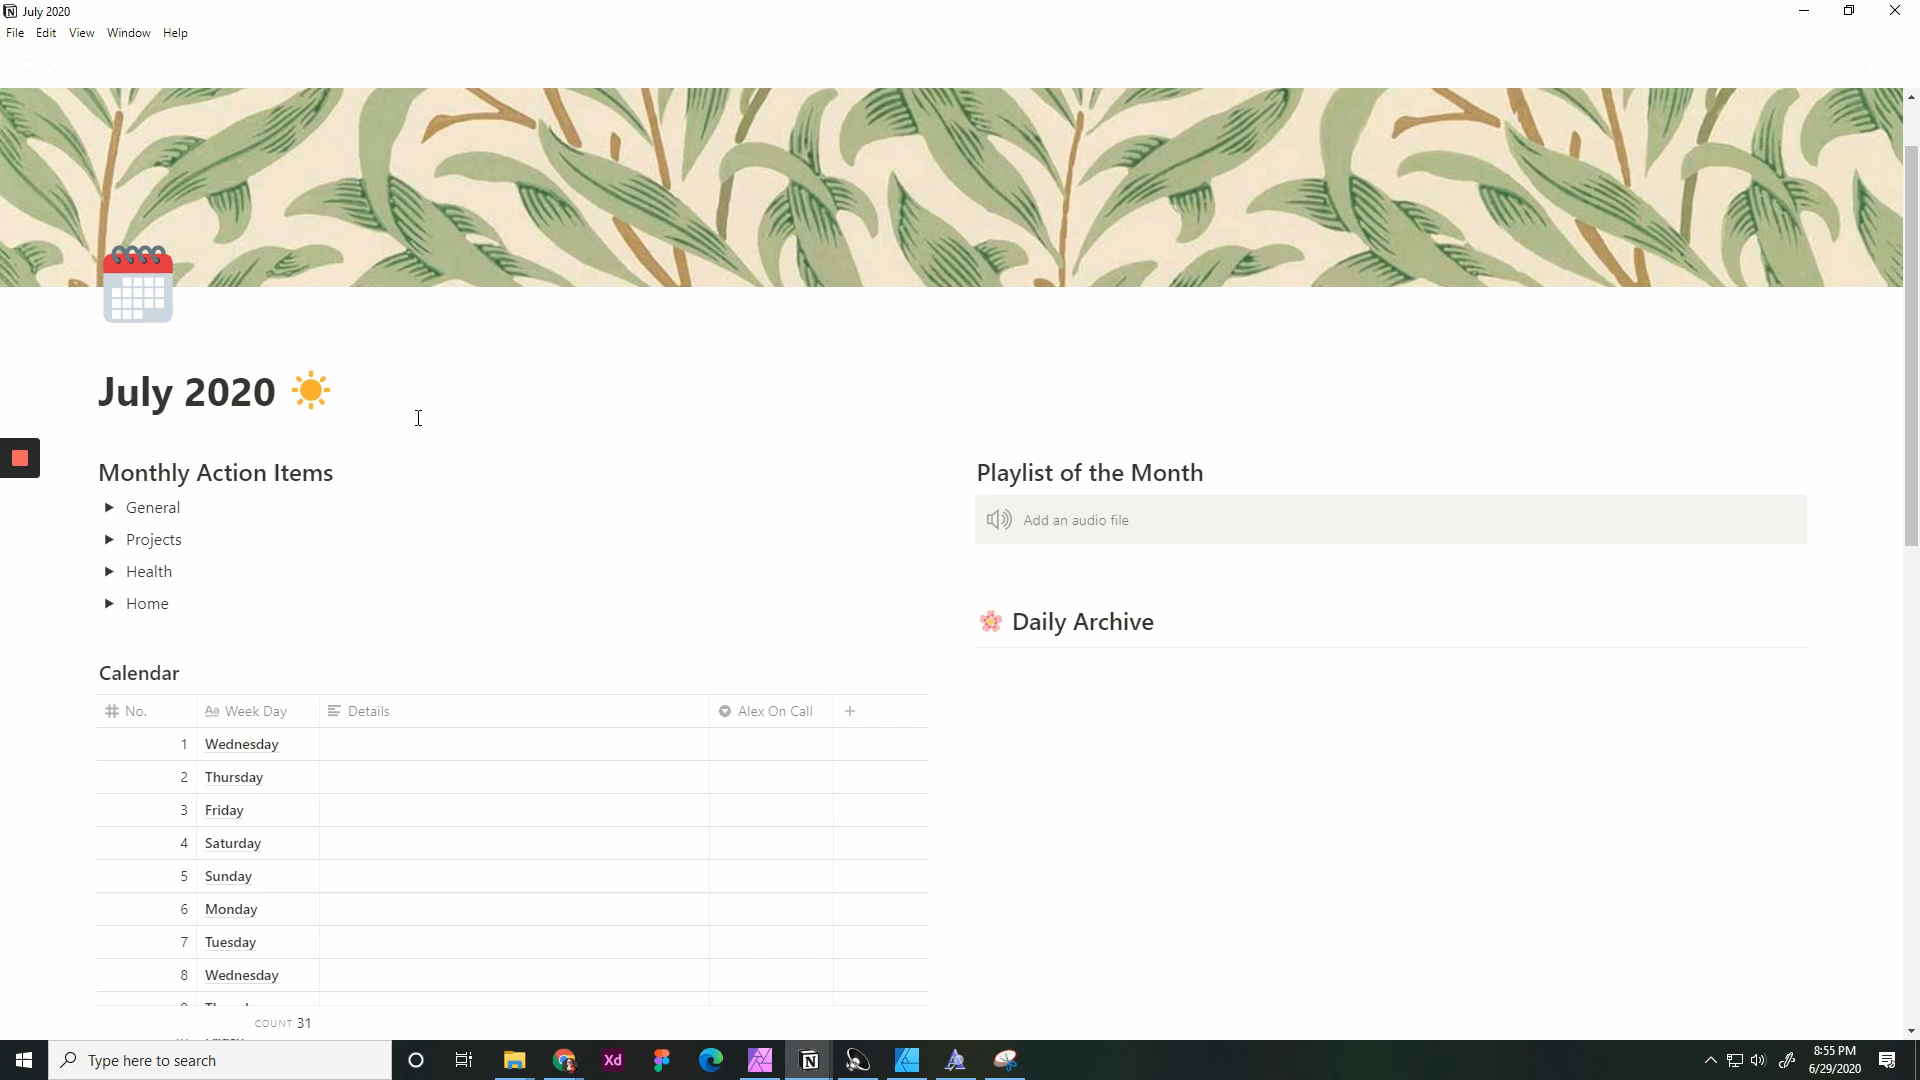 July 2020
File Edit View Window Help
July 2020
Monthly Action Items
General
Projects
Health
Home
Playlist of the Month
Add an audio file
Daily Archive
Calendar
No. Aa Week Day Details Alex On Call +
1 Wednesday
2 Thursday
3 Friday
4 Saturday
5 Sunday
6 Monday
7 Tuesday
8 Wednesday
COUNT 31
Type here to search
Xd
8:55 PM
6/29/2020